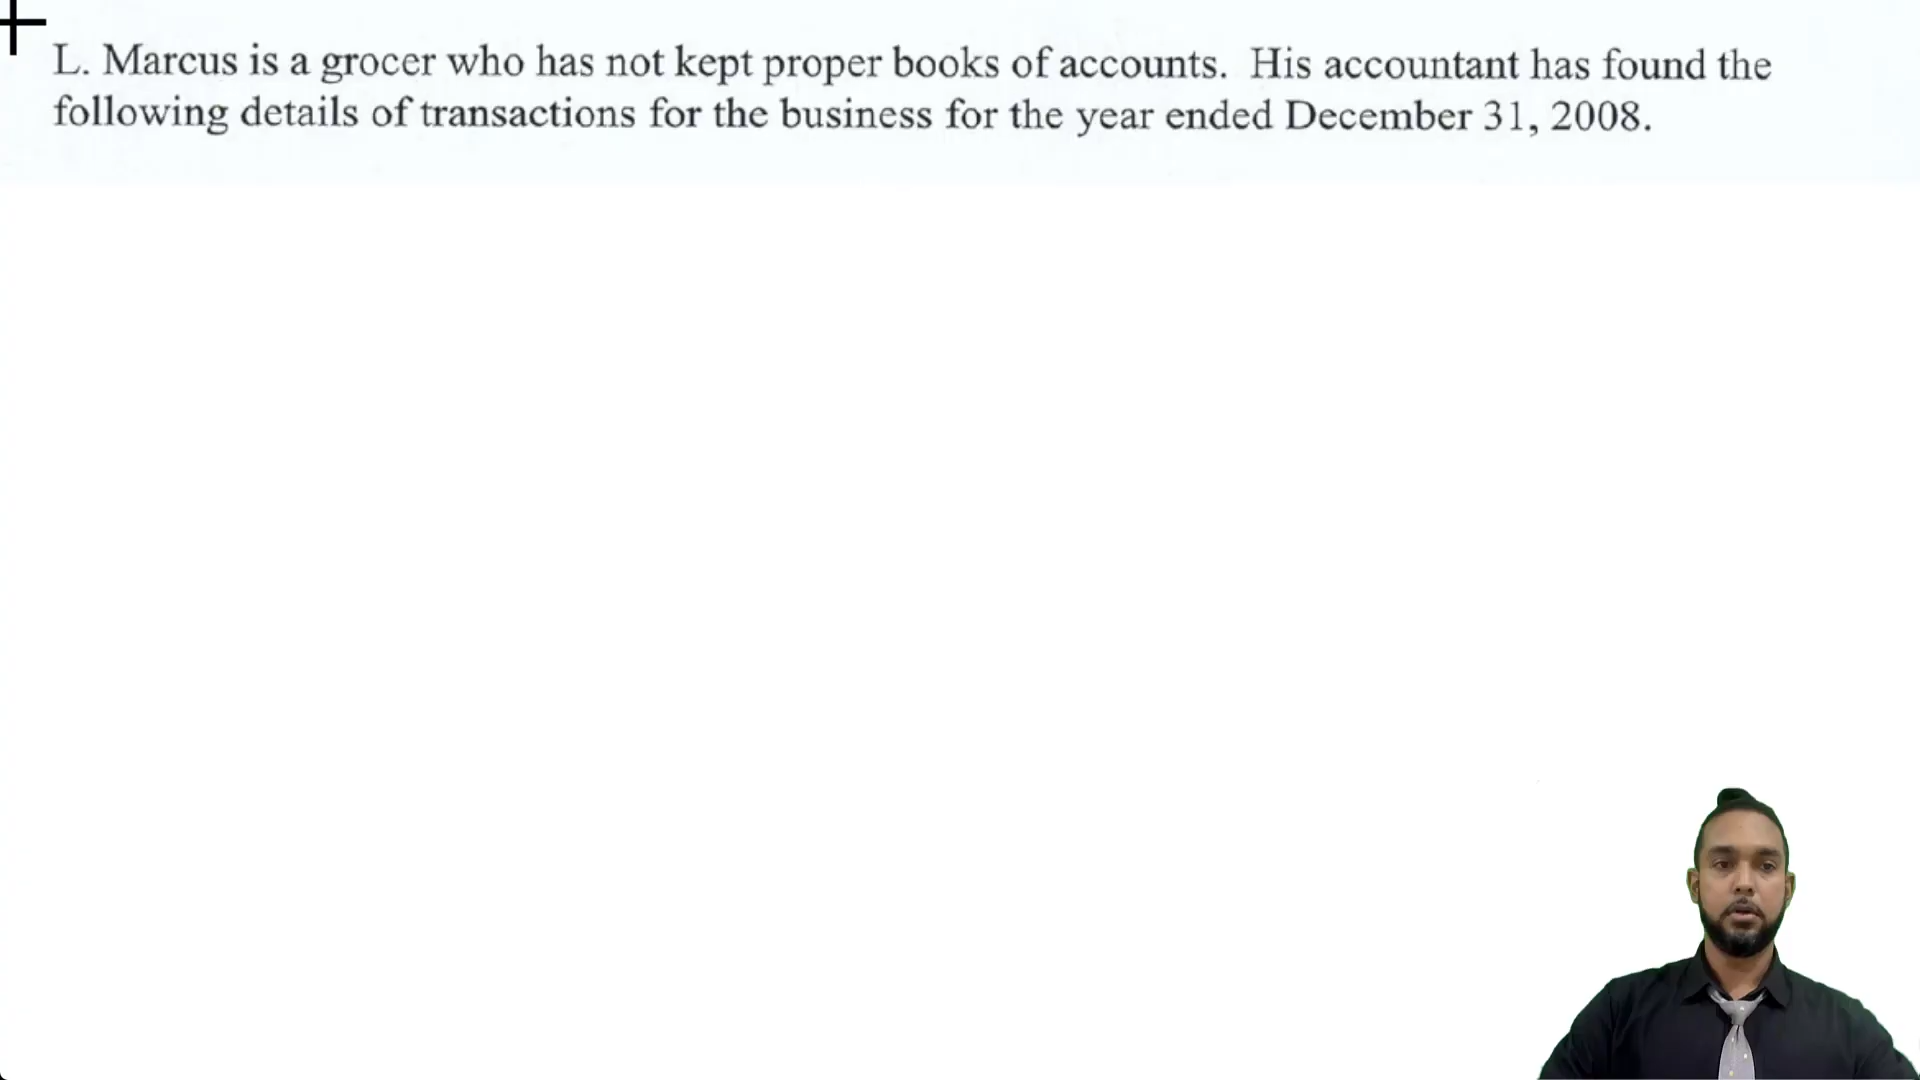 L. Marcus is a grocer who has not kept proper books of accounts. His accountant has found the
following details of transactions for the business for the year ended December 31, 2008.